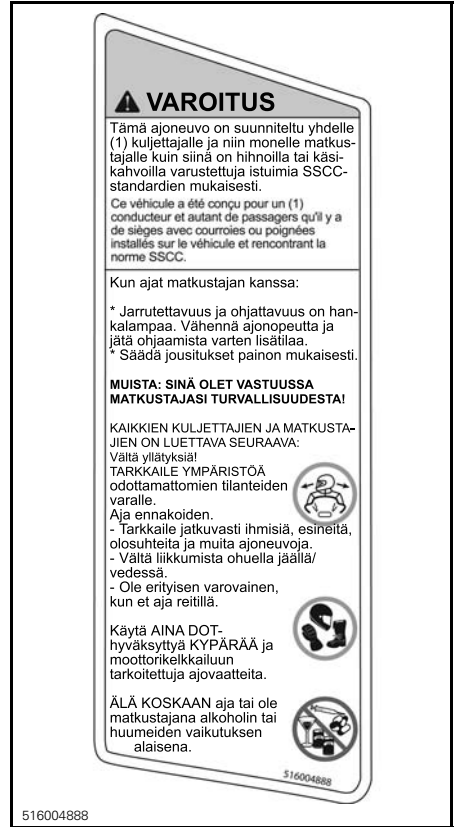 VAROITUS
Tämä ajoneuvo on suunniteltu yhdelle
(1) kuljettajalle ja niin monelle matkus-
tajalle kuin siinä on hihnoilla tai käsi-
kahvoilla varustettuja istuimia SSCC-
standardien mukaisesti.
Ce véhicule a été conçu pour un (1)
conducteur et autant de passagers qu'il y a
de sièges avec courroies ou poignées
installés sur le véhicule et rencontrant la
norme SSCC.
Kun ajat matkustajan kanssa:
* Jarrutettavuus ja ohjattavuus on han-
kalampaa. Vähennä ajonopeutta ja
jätä ohjaamista varten lisätilaa.
* Säädä jousitukset painon mukaisesti.
MUISTA: SINÄ OLET VASTUUSSA
MATKUSTAJASI TURVALLISUUDESTA!
KAIKKIEN KULJETTAJIEN JA MATKUSTA-
JIEN ON LUETTAVA SEURAAVA:
Vältä yllätyksiä!
TARKKAILE YMPÄRISTÖÄ
odottamattomien tilanteiden
varalle.
Aja ennakoiden.
- Tarkkaile jatkuvasti ihmisiä, esineitä,
olosuhteita ja muita ajoneuvoja.
- Vältä liikkumista ohuella jäällä/
vedessä.
- Ole erityisen varovainen,
kun et aja reitillä.
Käytä AINA DOT-
hyväksyttyä KYPÄRÄÄ ja
moottorikelkkailuun
tarkoitettuja ajovaatteita.
ÄLÄ KOSKAAN aja tai ole
matkustajana alkoholin tai
huumeiden vaikutuksen
alaisena.
516004888
516004888